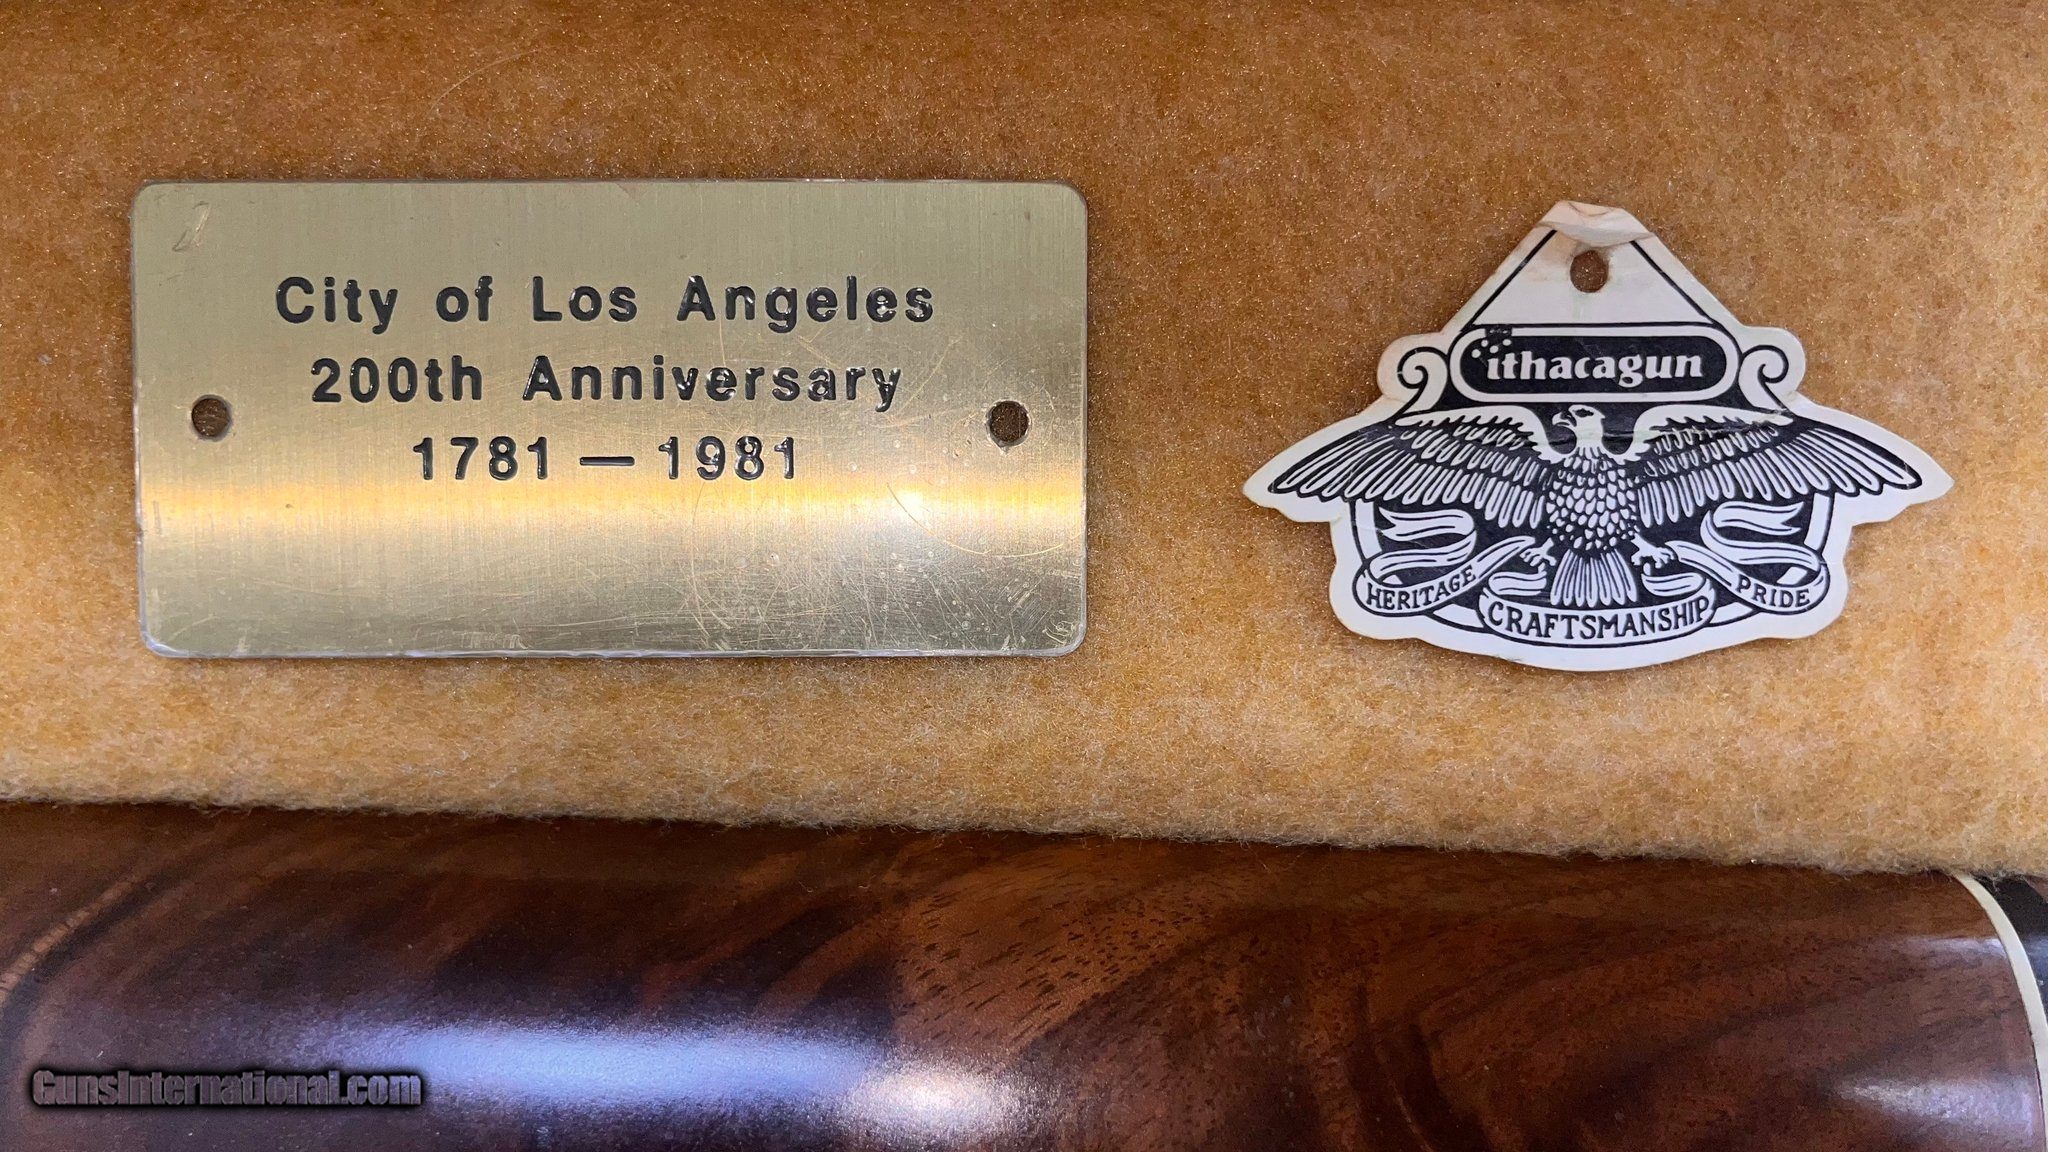 City of Los Angeles
200th Anniversary
1781 — 1981
ithacagun
HERITAGE
CRAFTSMANSHIP
PRIDE
GunsInternational.com